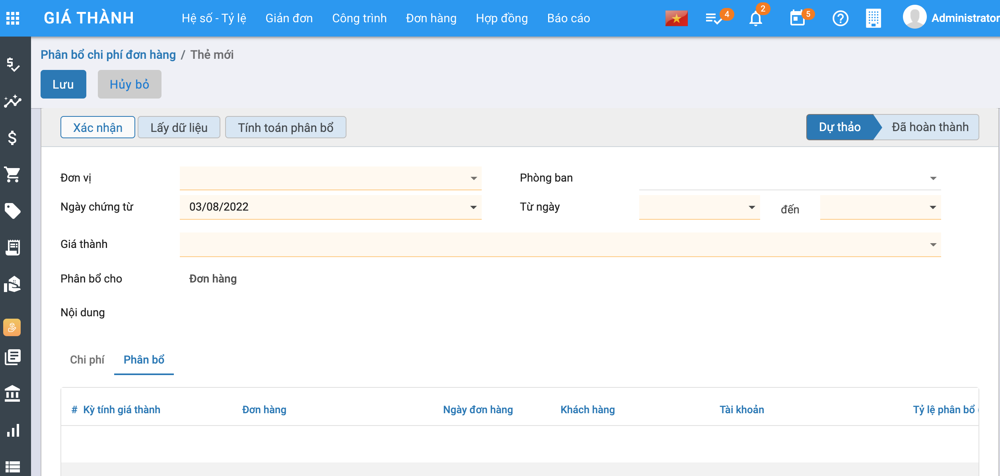 GIÁ THÀNH Hệ số - Tỷ lệ Giản đơn Công trình Đơn hàng Hợp đồng Báo cáo 4 2 5 Administrator
Phân bổ chi phí đơn hàng / Thẻ mới
Lưu Hủy bỏ
Xác nhận Lấy dữ liệu Tính toán phân bổ Dự thảo Đã hoàn thành
Đơn vị Phòng ban
Ngày chứng từ 03/08/2022 Từ ngày đến
Giá thành
Phân bổ cho Đơn hàng
Nội dung
Chi phí Phân bổ
# Kỳ tính giá thành Đơn hàng Ngày đơn hàng Khách hàng Tài khoản Tỷ lệ phân bổ